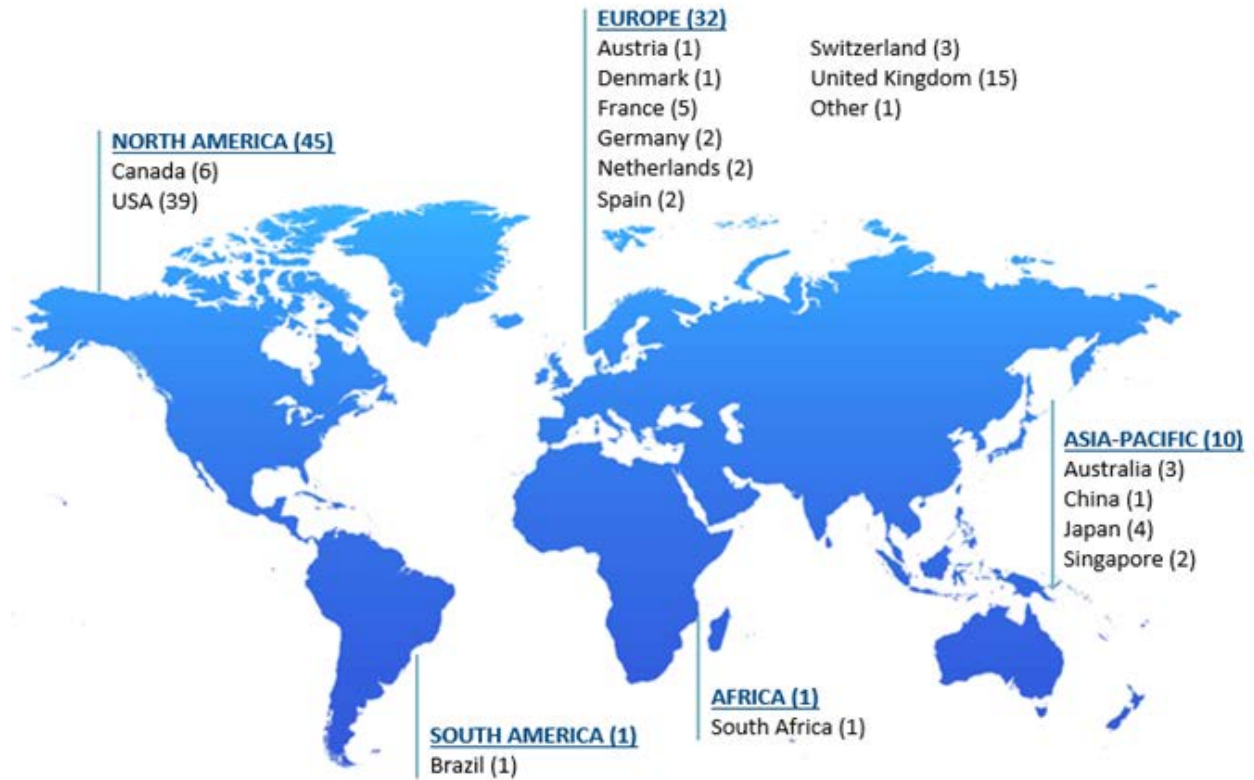 EUROPE (32)
Austria (1)
Denmark (1)
France (5)
Germany (2)
Netherlands (2)
Spain (2)
Switzerland (3)
United Kingdom (15)
Other (1)
NORTH AMERICA (45)
Canada (6)
USA (39)
ASIA-PACIFIC (10)
Australia (3)
China (1)
Japan (4)
Singapore (2)
AFRICA (1)
South Africa (1)
SOUTH AMERICA (1)
Brazil (1)